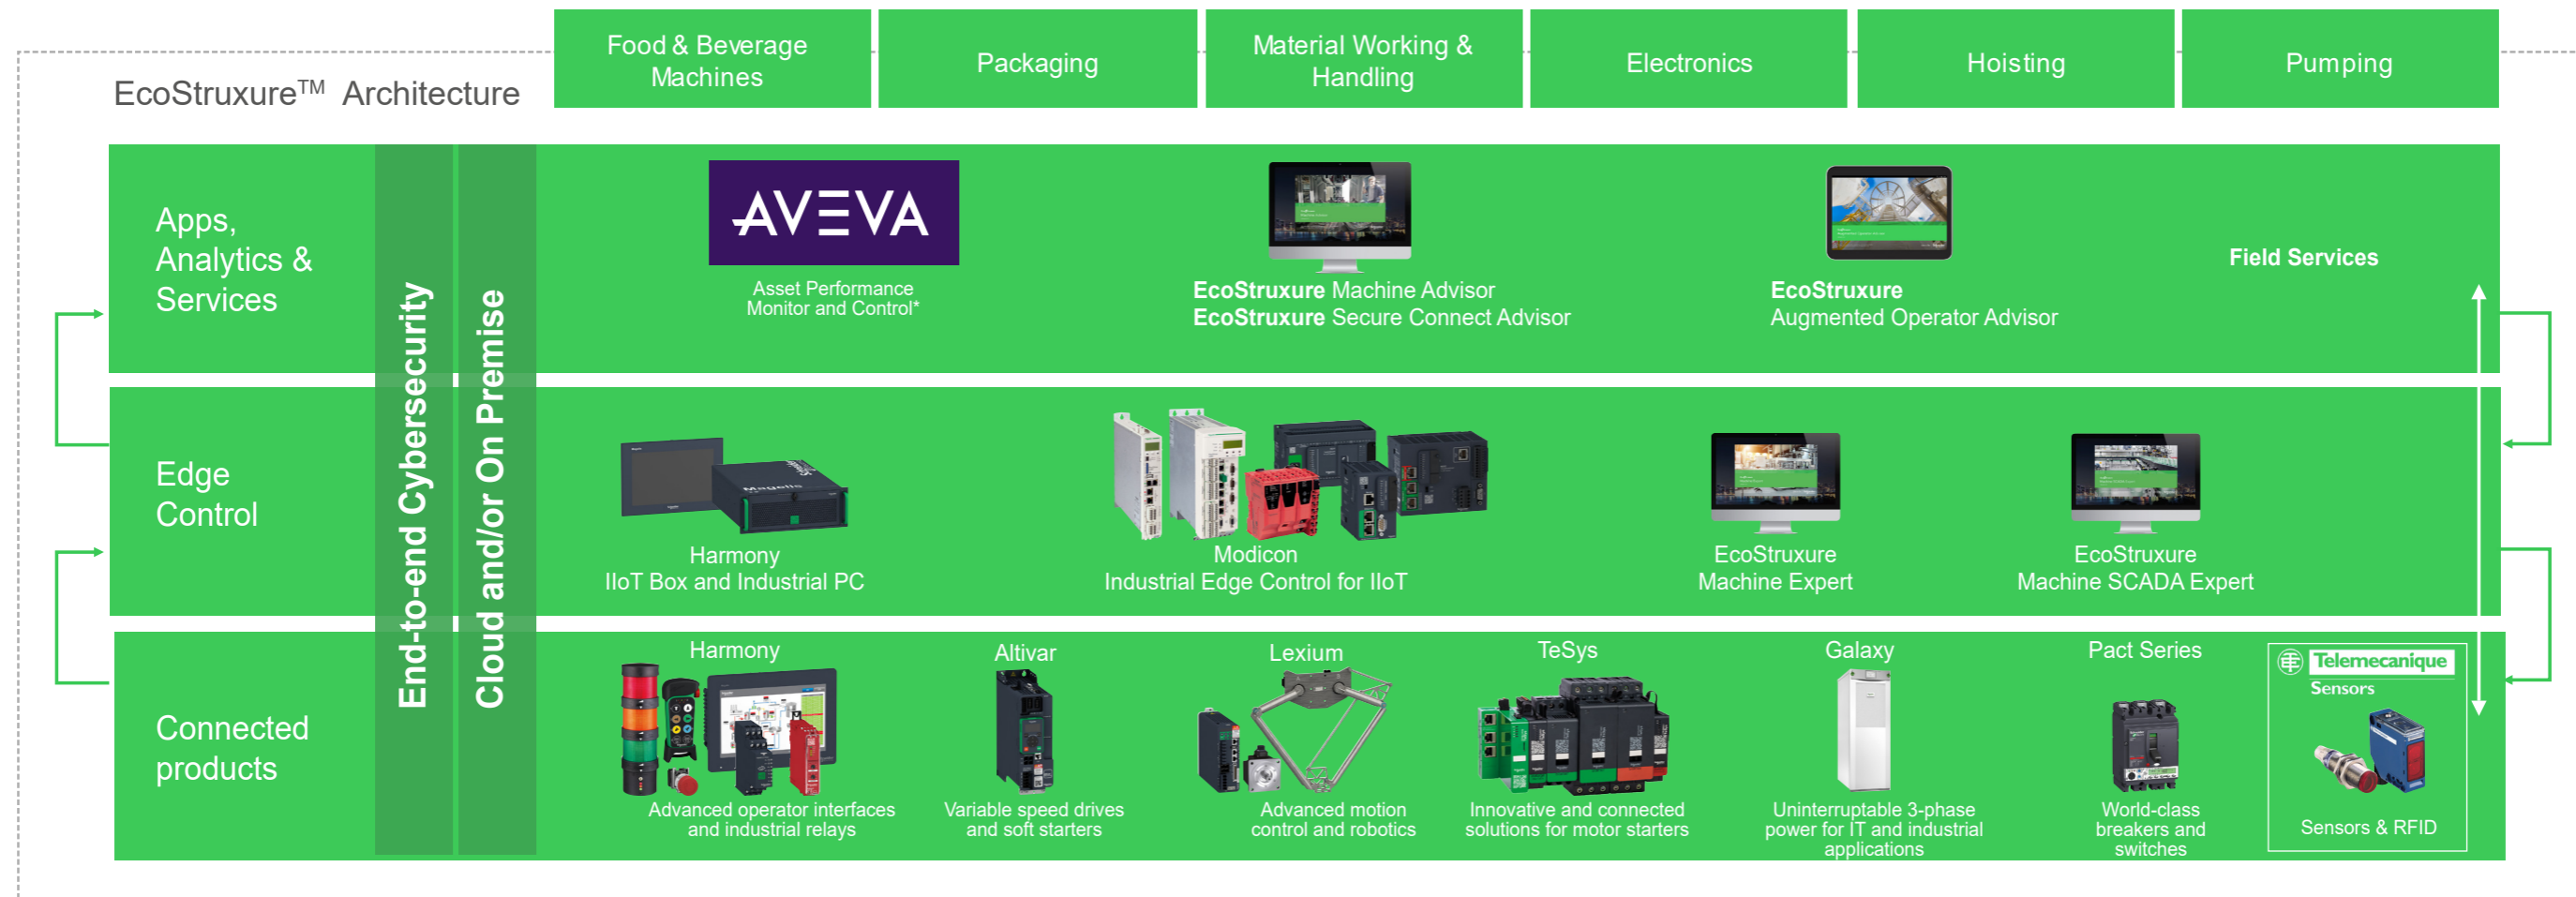 Food & Beverage
Machines
Packaging
Material Working &
Handling
Electronics
Hoisting
Pumping
EcoStruxure™ Architecture
Apps,
Analytics &
Services
End-to-end Cybersecurity
Cloud and/or On Premise
AVEVA
Asset Performance
Monitor and Control*
EcoStruxure Machine Advisor
EcoStruxure Secure Connect Advisor
EcoStruxure
Augmented Operator Advisor
Field Services
Edge
Control
Magelis
Harmony
IIoT Box and Industrial PC
Modicon
Industrial Edge Control for IIoT
EcoStruxure
Machine Expert
EcoStruxure
Machine SCADA Expert
Connected
products
Harmony
Advanced operator interfaces
and industrial relays
Altivar
Variable speed drives
and soft starters
Lexium
Advanced motion
control and robotics
TeSys
Innovative and connected
solutions for motor starters
Galaxy
Uninterruptable 3-phase
power for IT and industrial
applications
Pact Series
World-class
breakers and
switches
Telemecanique
Sensors
Sensors & RFID